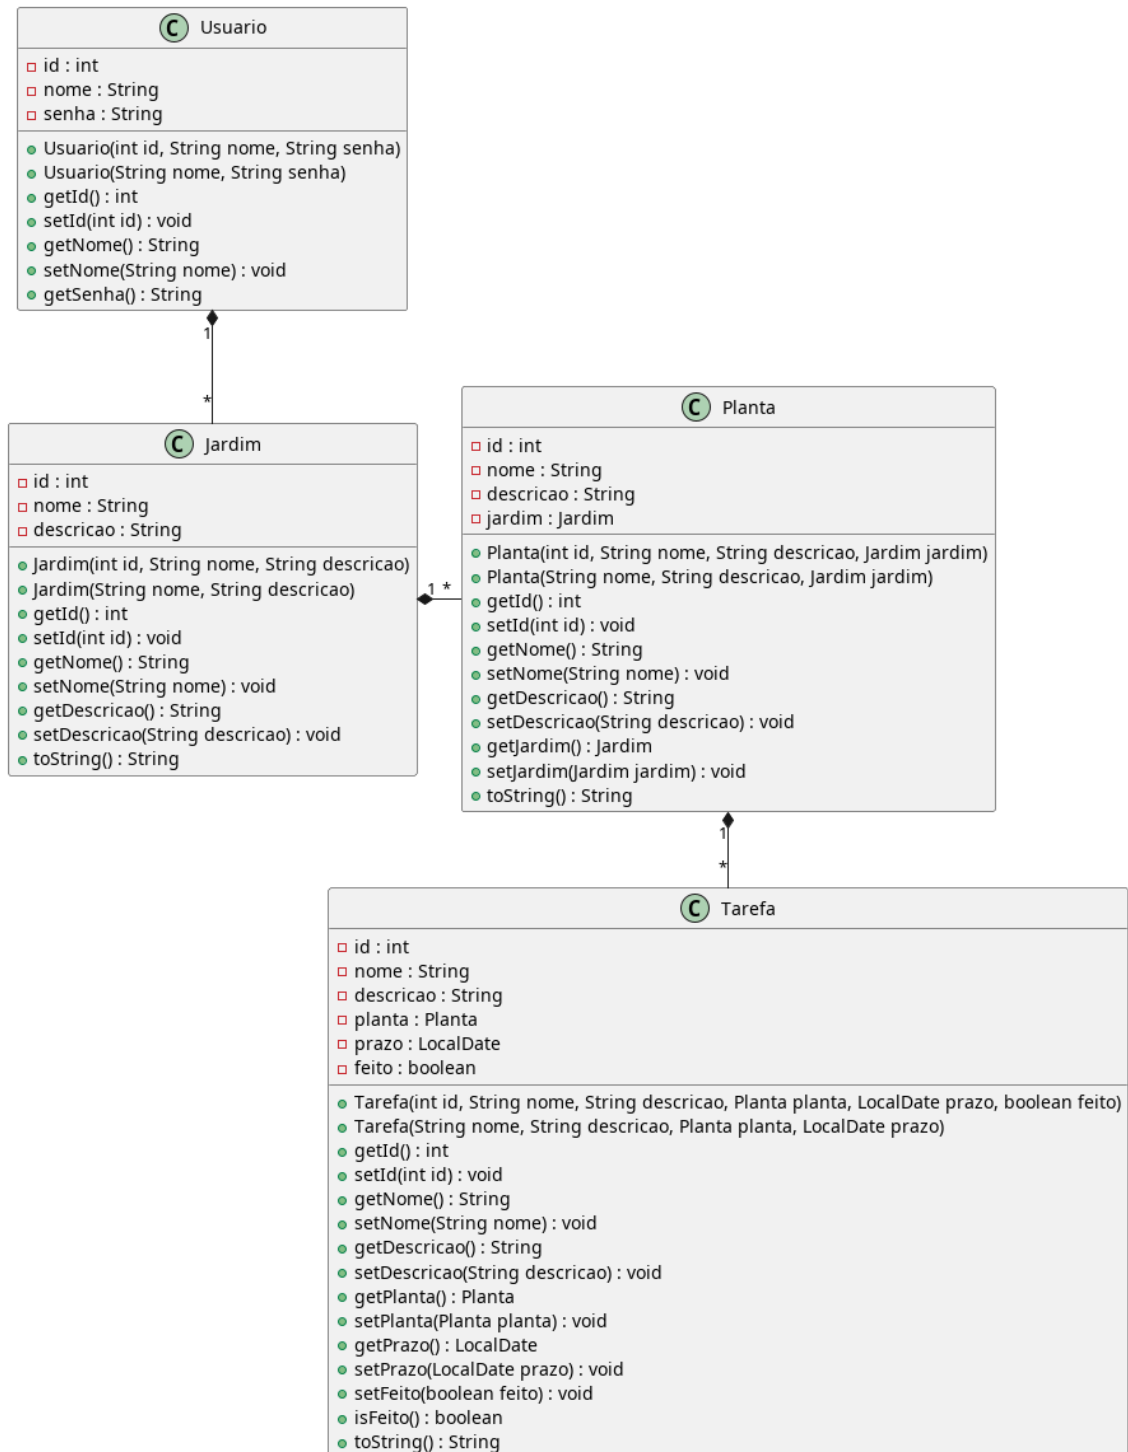 C Usuario
id : int
nome : String
senha : String
Usuario(int id, String nome, String senha)
Usuario(String nome, String senha)
getId() : int
setId(int id) : void
getNome() : String
setNome(String nome) : void
getSenha() : String
1
*
C Jardim
id : int
nome : String
descricao : String
Jardim(int id, String nome, String descricao)
Jardim(String nome, String descricao)
getId() : int
setId(int id) : void
getNome() : String
setNome(String nome) : void
getDescricao() : String
setDescricao(String descricao) : void
toString() : String
1 *
C Planta
id : int
nome : String
descricao : String
jardim : Jardim
Planta(int id, String nome, String descricao, Jardim jardim)
Planta(String nome, String descricao, Jardim jardim)
getId() : int
setId(int id) : void
getNome() : String
setNome(String nome) : void
getDescricao() : String
setDescricao(String descricao) : void
getJardim() : Jardim
setJardim(Jardim jardim) : void
toString() : String
1
*
C Tarefa
id : int
nome : String
descricao : String
planta : Planta
prazo : LocalDate
feito : boolean
Tarefa(int id, String nome, String descricao, Planta planta, LocalDate prazo, boolean feito)
Tarefa(String nome, String descricao, Planta planta, LocalDate prazo)
getId() : int
setId(int id) : void
getNome() : String
setNome(String nome) : void
getDescricao() : String
setDescricao(String descricao) : void
getPlanta() : Planta
setPlanta(Planta planta) : void
getPrazo() : LocalDate
setPrazo(LocalDate prazo) : void
setFeito(boolean feito) : void
isFeito() : boolean
toString() : String